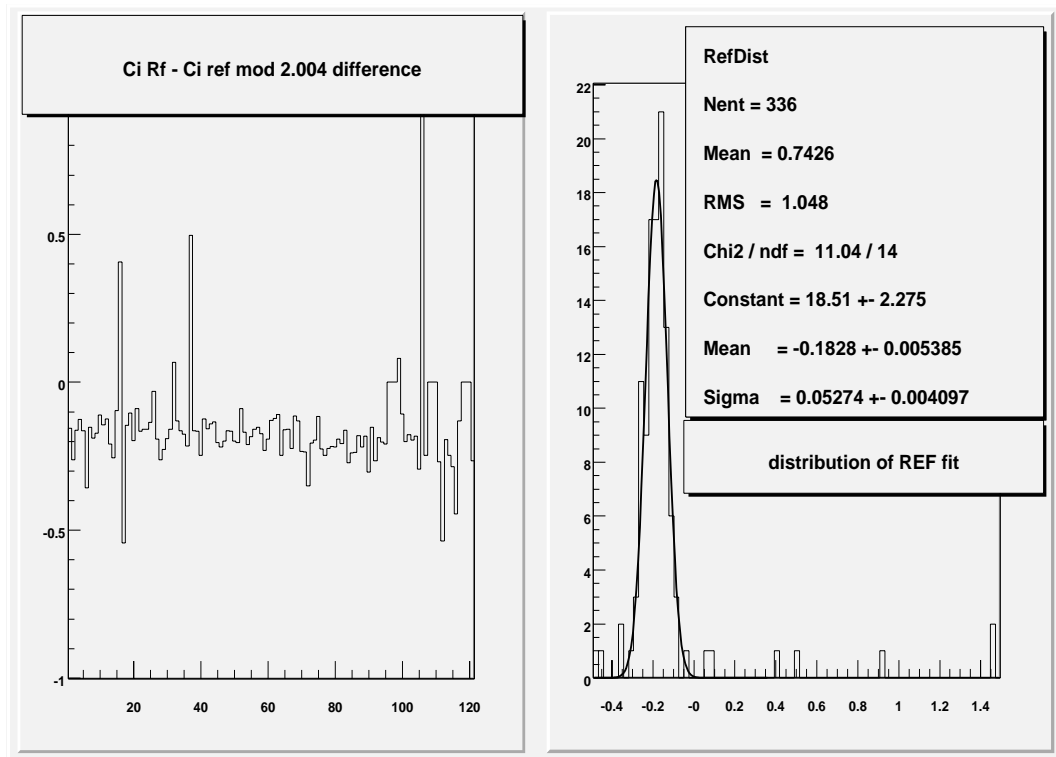 Ci Rf - Ci ref mod 2.004 difference
0.5
0
-0.5
-1
20 40 60 80 100 120
RefDist
Nent = 336
Mean = 0.7426
RMS = 1.048
Chi2 / ndf = 11.04 / 14
Constant = 18.51 +- 2.275
Mean = -0.1828 +- 0.005385
Sigma = 0.05274 +- 0.004097
distribution of REF fit
22
20
18
16
14
12
10
8
6
4
2
0
-0.4 -0.2 -0 0.2 0.4 0.6 0.8 1 1.2 1.4